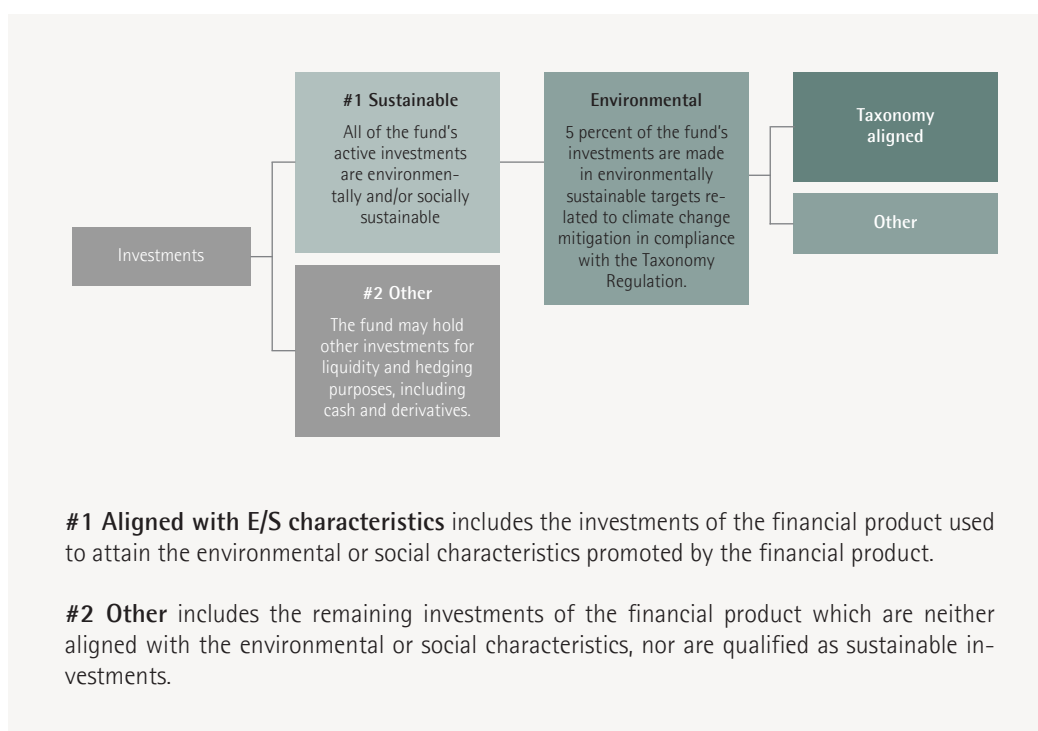 Investments
#1 Sustainable
All of the fund's
active investments
are environmen-
tally and/or socially
sustainable
#2 Other
The fund may hold
other investments for
liquidity and hedging
purposes, including
cash and derivatives.
Environmental
5 percent of the fund's
investments are made
in environmentally
sustainable targets re-
lated to climate change
mitigation in compliance
with the Taxonomy
Regulation.
Taxonomy
aligned
Other
#1 Aligned with E/S characteristics includes the investments of the financial product used
to attain the environmental or social characteristics promoted by the financial product.
#2 Other includes the remaining investments of the financial product which are neither
aligned with the environmental or social characteristics, nor are qualified as sustainable in-
vestments.